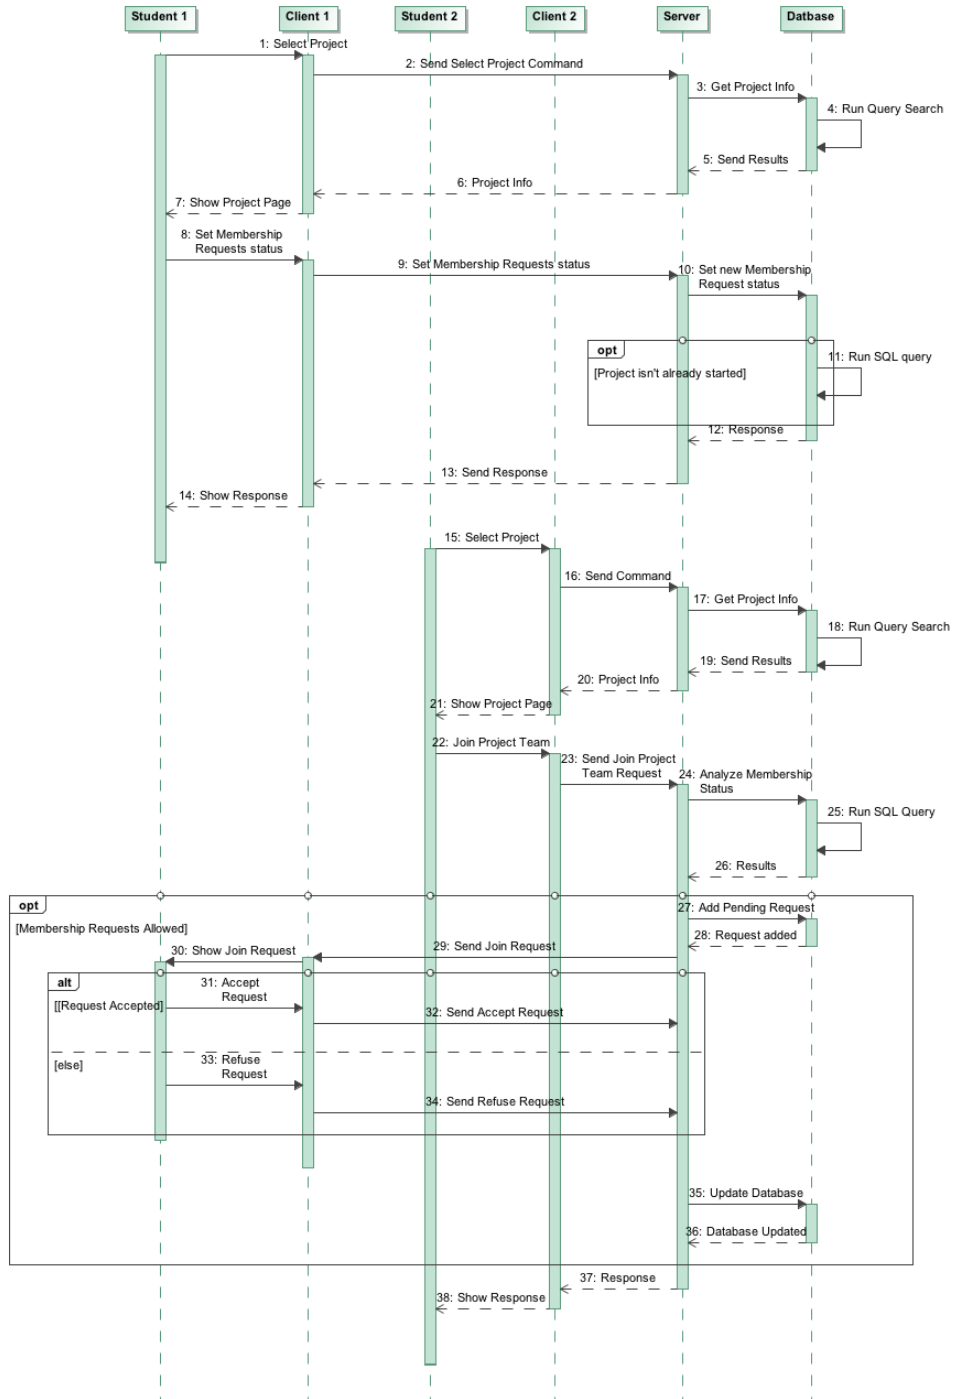 Student 1
Client 1
Student 2
Client 2
Server
Datbase
1: Select Project
2: Send Select Project Command
3: Get Project Info
4: Run Query Search
5: Send Results
6: Project Info
7: Show Project Page
8: Set Membership
Requests status
9: Set Membership Requests status
10: Set new Membership
Request status
opt
[Project isn't already started]
11: Run SQL query
12: Response
13: Send Response
14: Show Response
15: Select Project
16: Send Command
17: Get Project Info
18: Run Query Search
19: Send Results
20: Project Info
21: Show Project Page
22: Join Project Team
23: Send Join Project
Team Request
24: Analyze Membership
Status
25: Run SQL Query
26: Results
opt
[Membership Requests Allowed]
27: Add Pending Request
28: Request added
29: Send Join Request
30: Show Join Request
alt
[[Request Accepted]
31: Accept
Request
32: Send Accept Request
[else]
33: Refuse
Request
34: Send Refuse Request
35: Update Database
36: Database Updated
37: Response
38: Show Response